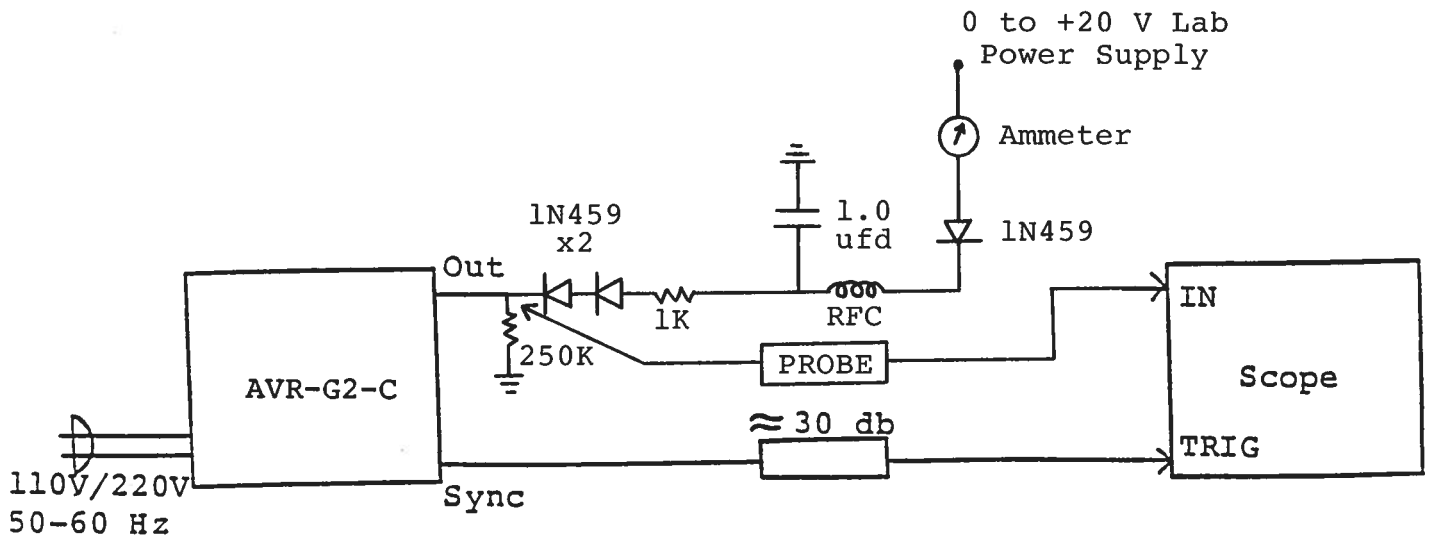 0 to +20 V Lab
Power Supply
Ammeter
1N459
x2
1.0
ufd
1N459
Out
1K
RFC
IN
250K
PROBE
AVR-G2-C
Scope
≈ 30 db
TRIG
110V/220V
50-60 Hz
Sync